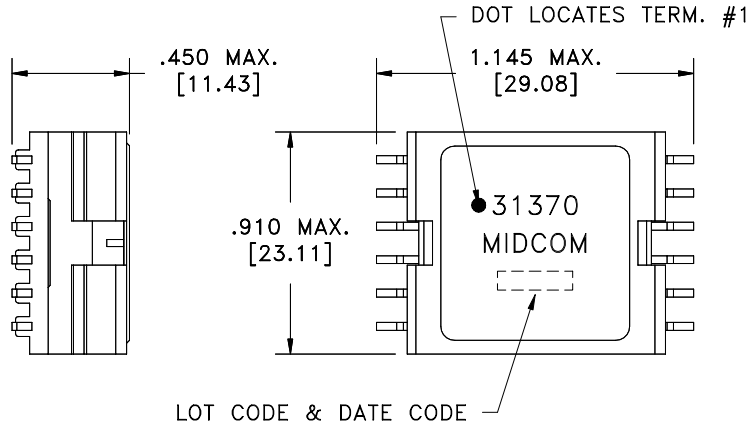 DOT LOCATES TERM. #1
.450 MAX.
[11.43]
1.145 MAX.
[29.08]
.910 MAX.
[23.11]
31370
MIDCOM
LOT CODE & DATE CODE